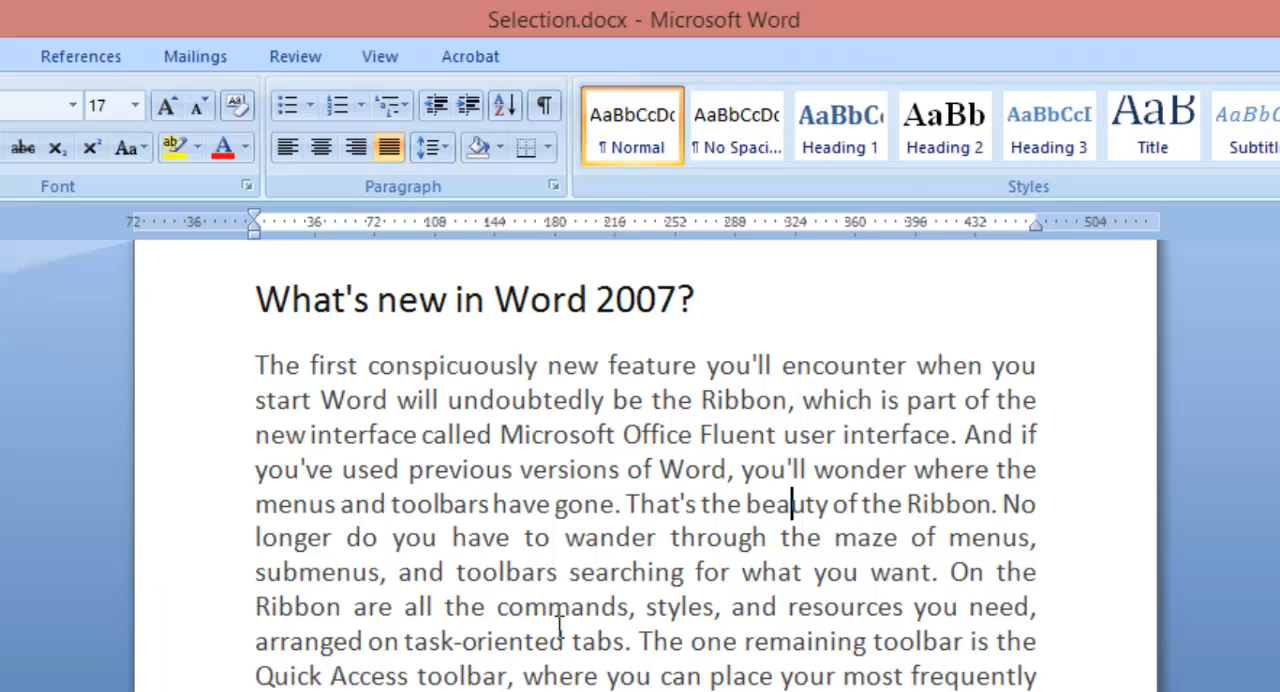 Selection.docx - Microsoft Word
References Mailings Review View Acrobat
17 Aa A
abc X₂ X² Aa ab A
AaBbCcDc AaBbCcDc AaBbC AaBb AaBbCcI AaB AaBbC
¶ Normal ¶ No Spaci... Heading 1 Heading 2 Heading 3 Title Subtitl
Font Paragraph Styles
72 36 36 72 108 144 180 216 252 288 324 360 396 432 504
What's new in Word 2007?
The first conspicuously new feature you'll encounter when you
start Word will undoubtedly be the Ribbon, which is part of the
new interface called Microsoft Office Fluent user interface. And if
you've used previous versions of Word, you'll wonder where the
menus and toolbars have gone. That's the beauty of the Ribbon. No
longer do you have to wander through the maze of menus,
submenus, and toolbars searching for what you want. On the
Ribbon are all the commands, styles, and resources you need,
arranged on task-oriented tabs. The one remaining toolbar is the
Quick Access toolbar, where you can place your most frequently